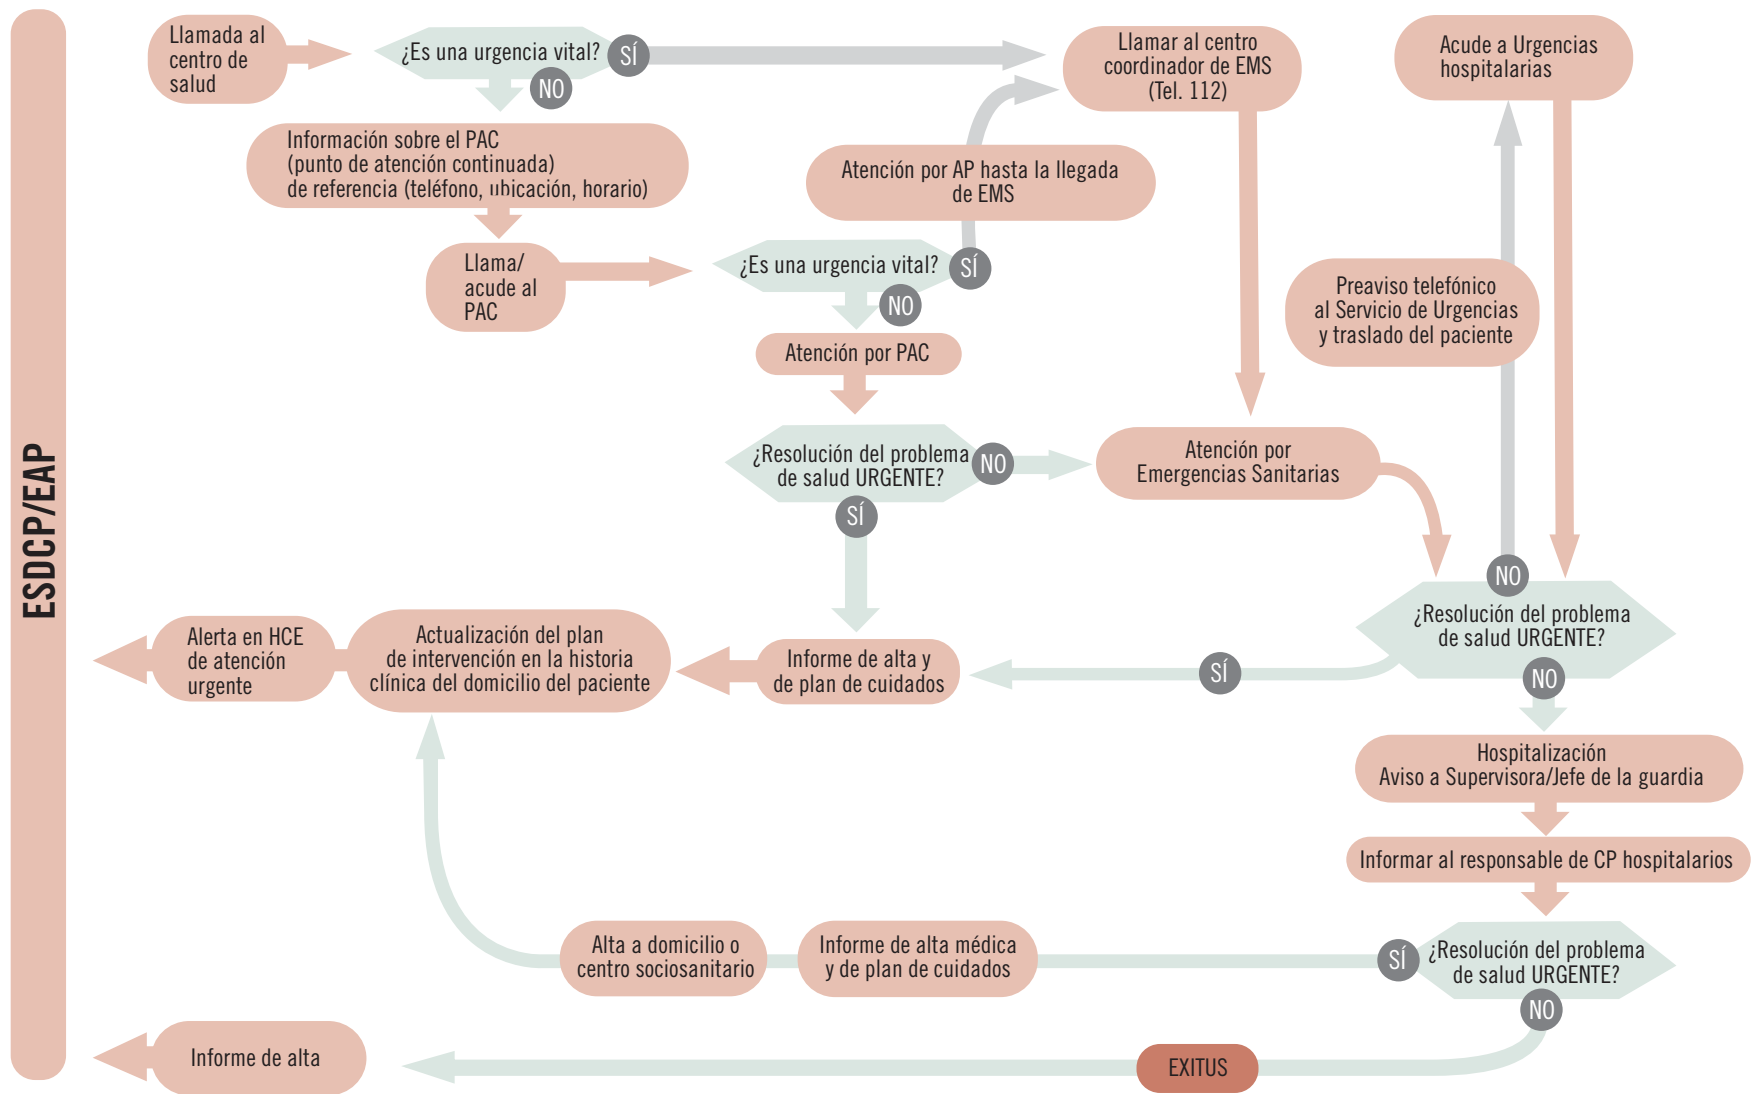 ESDCP/EAP
Llamada al
centro de
salud
¿Es una urgencia vital?
SÍ
NO
Llamar al centro
coordinador de EMS
(Tel. 112)
Acude a Urgencias
hospitalarias
Información sobre el PAC
(punto de atención continuada)
de referencia (teléfono, ubicación, horario)
Atención por AP hasta la llegada
de EMS
Llama/
acude al
PAC
¿Es una urgencia vital?
SÍ
NO
Preaviso telefónico
al Servicio de Urgencias
y traslado del paciente
Atención por PAC
¿Resolución del problema
de salud URGENTE?
NO
SÍ
Atención por
Emergencias Sanitarias
NO
¿Resolución del problema
de salud URGENTE?
SÍ
NO
Informe de alta y
de plan de cuidados
Actualización del plan
de intervención en la historia
clínica del domicilio del paciente
Alerta en HCE
de atención
urgente
Hospitalización
Aviso a Supervisora/Jefe de la guardia
Informar al responsable de CP hospitalarios
¿Resolución del problema
de salud URGENTE?
SÍ
NO
Informe de alta médica
y de plan de cuidados
Alta a domicilio o
centro sociosanitario
EXITUS
Informe de alta